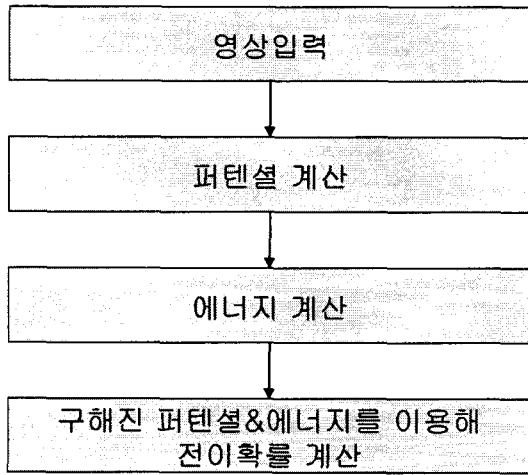 영상입력
퍼텐셜 계산
에너지 계산
구해진 퍼텐셜&에너지를 이용해
전이확률 계산